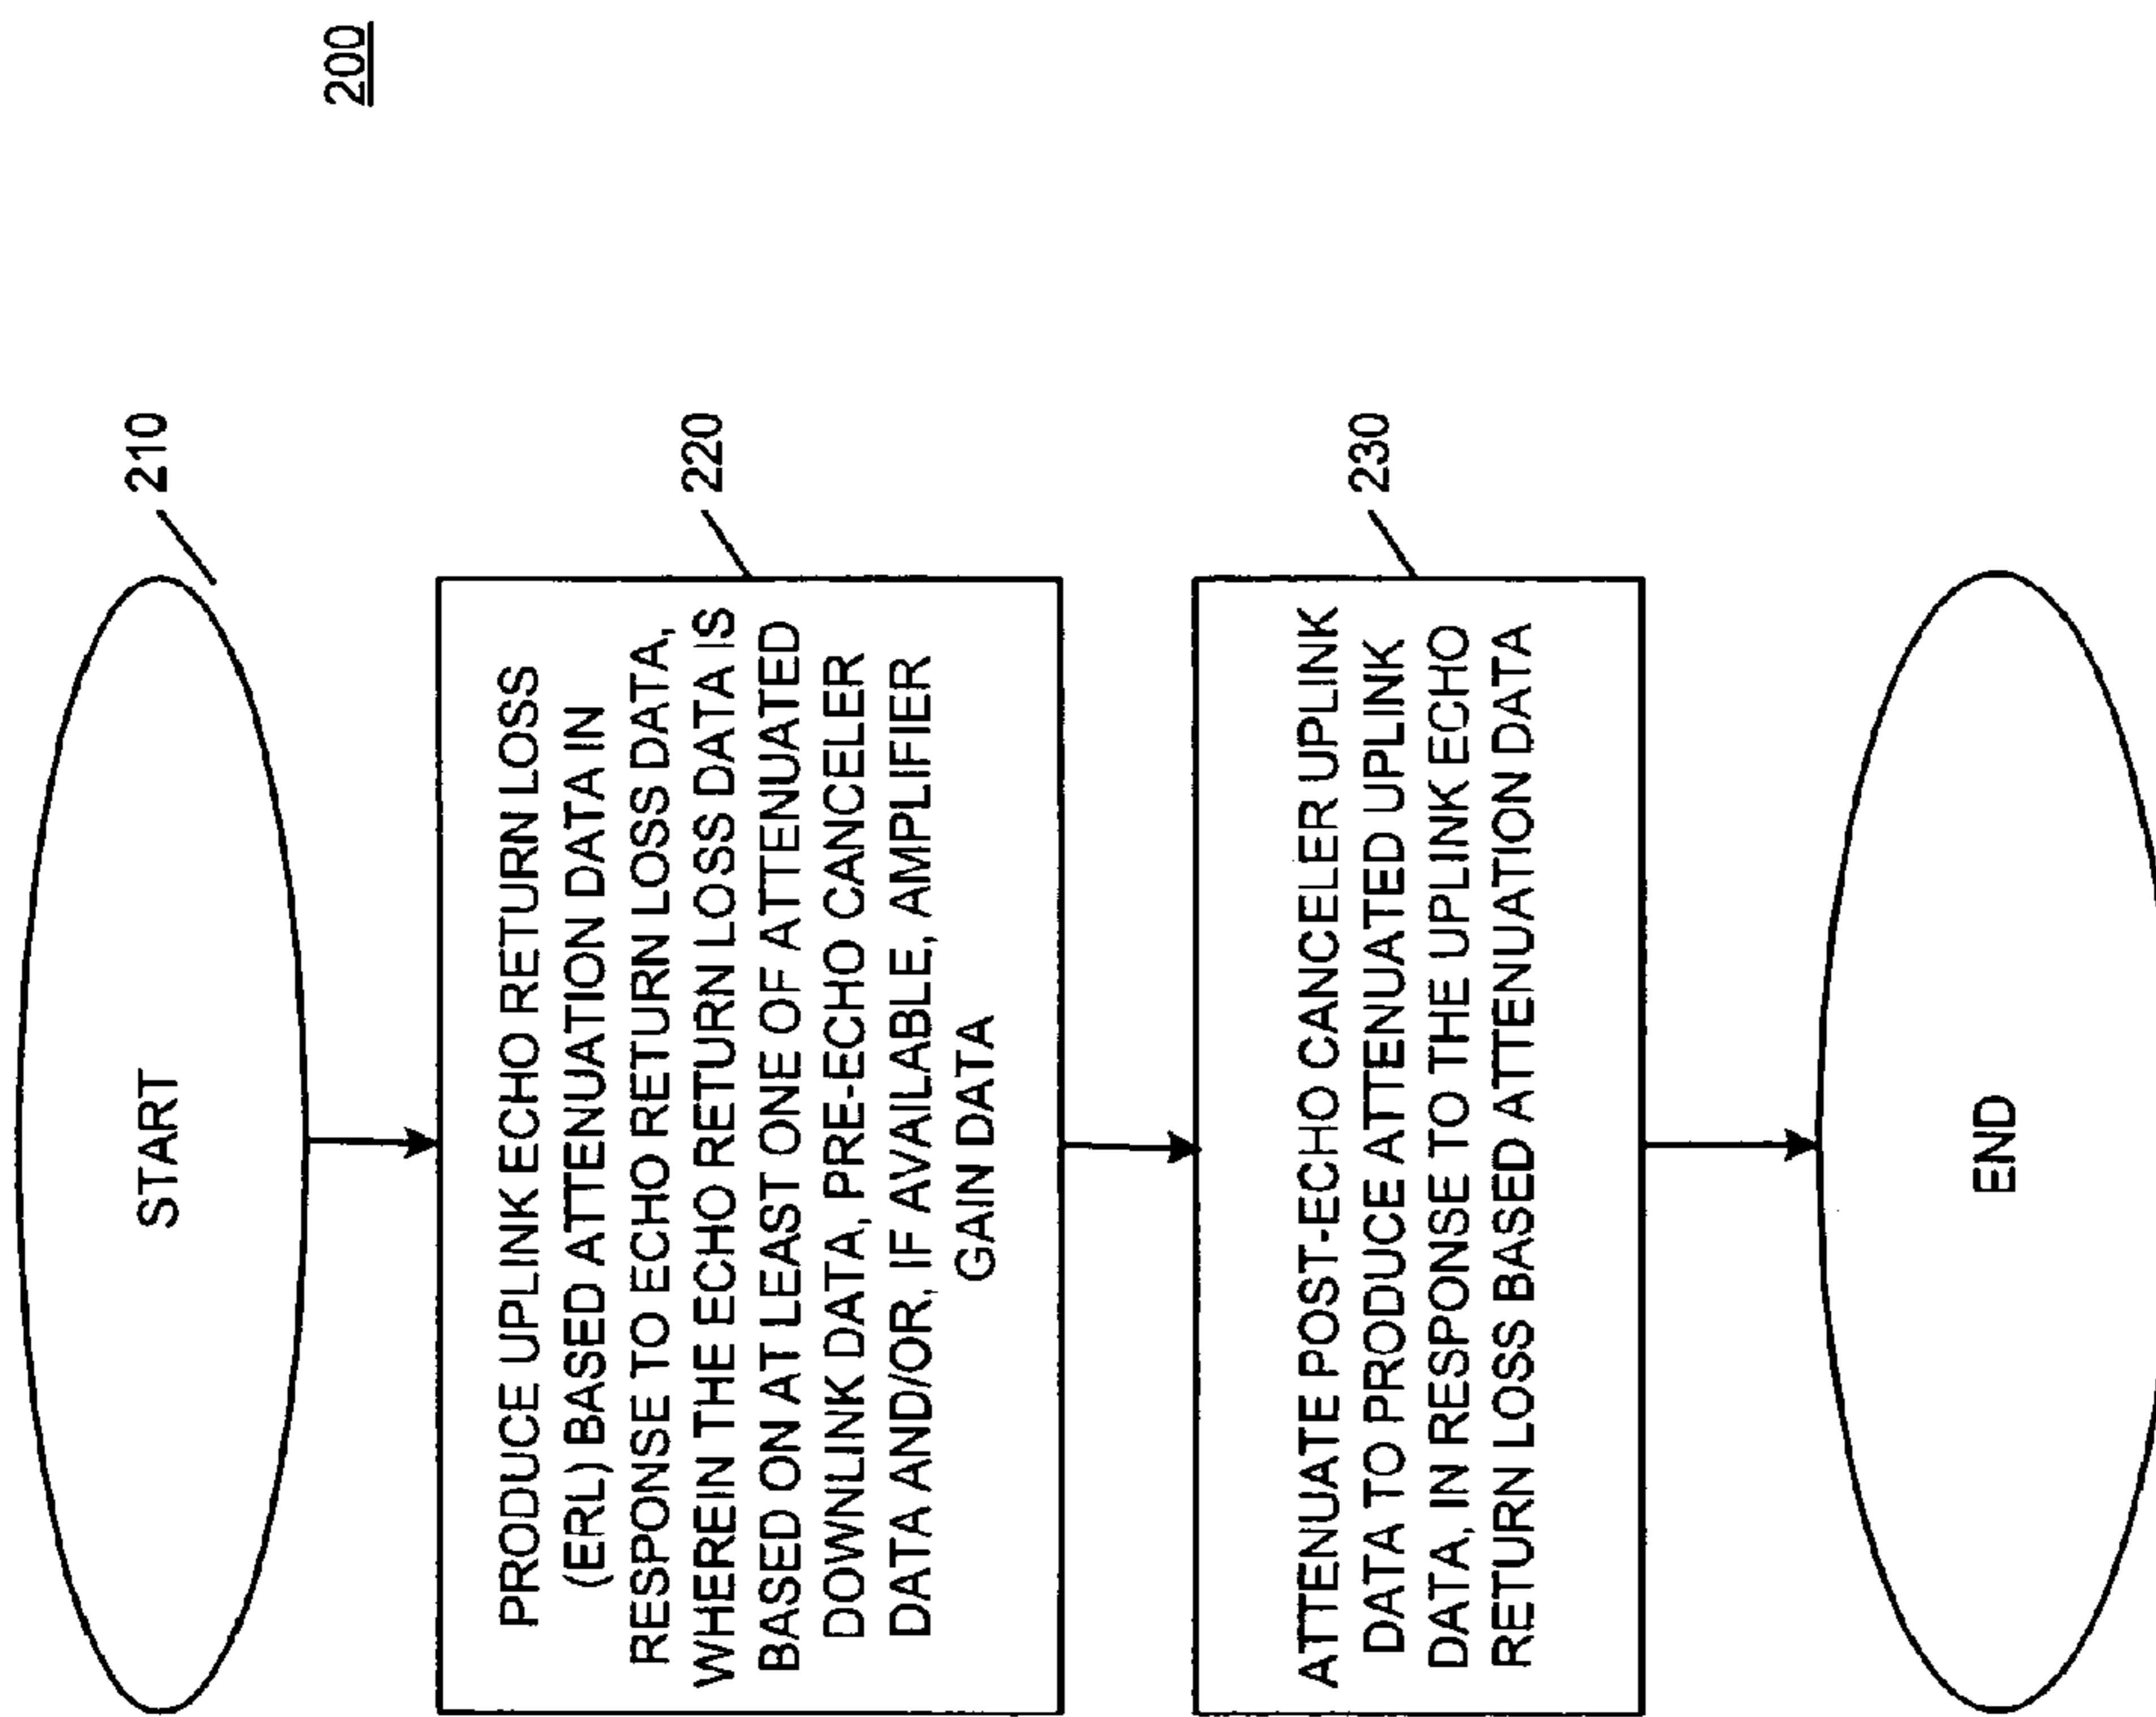 200
210
START
220
PRODUCE UPLINK ECHO RETURN LOSS
(ERL) BASED ATTENUATION DATA IN
RESPONSE TO ECHO RETURN LOSS DATA,
WHEREIN THE ECHO RETURN LOSS DATA IS
BASED ON AT LEAST ONE OF ATTENUATED
DOWNLINK DATA, PRE-ECHO CANCELER
DATA AND/OR, IF AVAILABLE, AMPLIFIER
GAIN DATA
230
ATTENUATE POST-ECHO CANCELER UPLINK
DATA TO PRODUCE ATTENUATED UPLINK
DATA, IN RESPONSE TO THE UPLINK ECHO
RETURN LOSS BASED ATTENUATION DATA
END